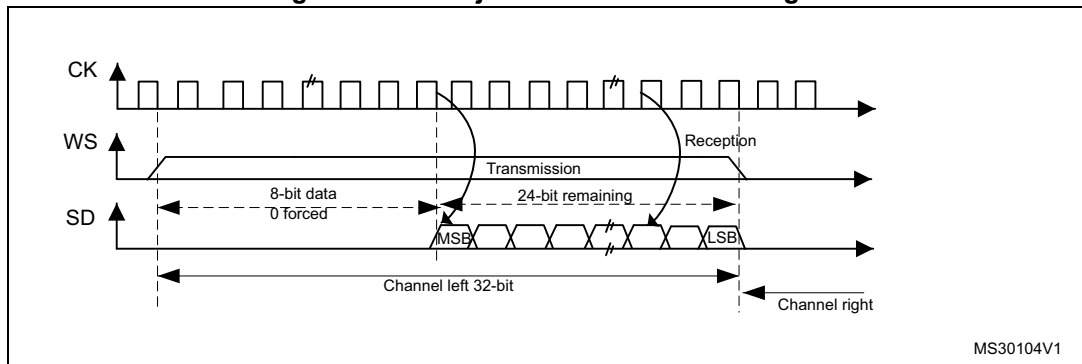 CK
Reception
WS
Transmission
8-bit data
24-bit remaining
0 forced
SD
MSB
LSB
Channel left 32-bit
Channel right
MS30104V1